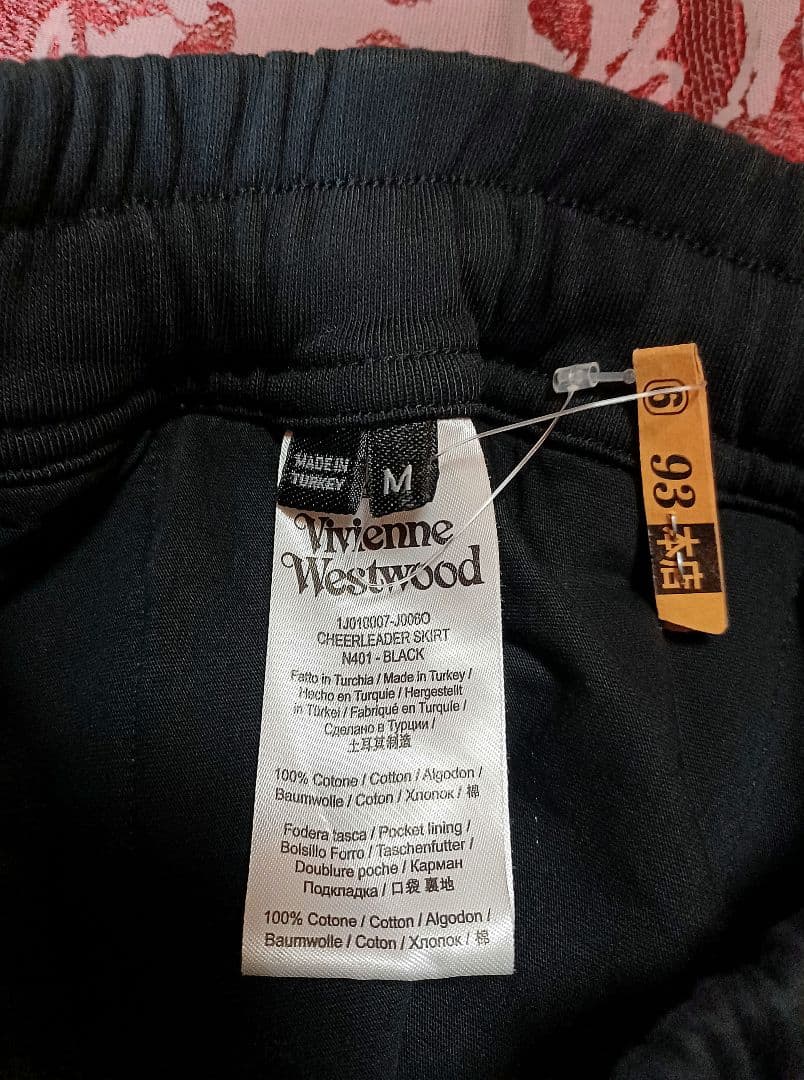 MADE IN
TURKEY
M
Vivienne
Westwood
1J010007-J006O
CHEERLEADER SKIRT
N401 - BLACK
Fatto in Turchia / Made in Turkey /
Hecho en Turquie / Hergestellt
in Türkei / Fabriqué en Turquie /
Сделано в Турции /
土耳其制造
100% Cotone / Cotton / Algodon /
Baumwolle / Coton / Хлопок / 棉
Fodera tasca / Pocket lining /
Bolsillo Forro / Taschenfutter /
Doublure poche / Карман
Подкладка / 口袋 裏地
100% Cotone / Cotton / Algodon /
Baumwolle / Coton / Хлопок / 棉
⑥ 93
本店